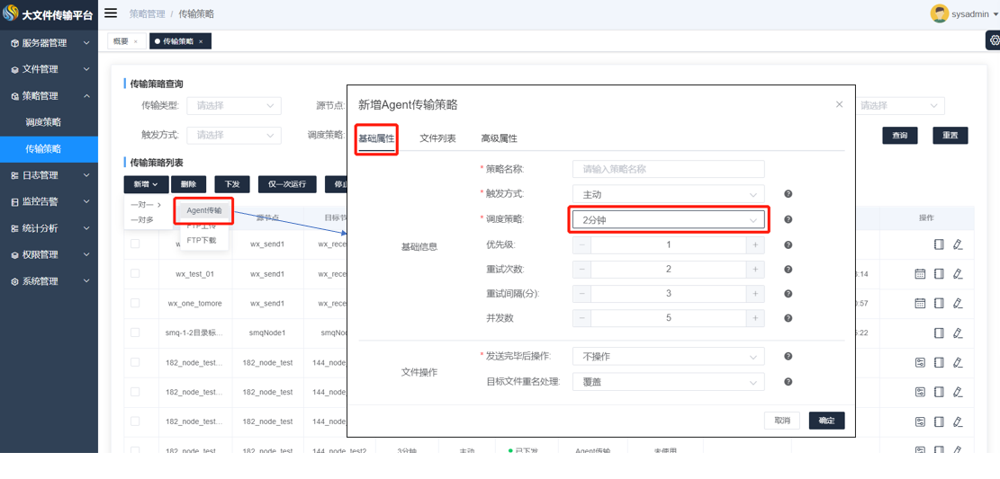 大文件传输平台
策略管理 / 传输策略
sysadmin
概要 ×
传输策略 ×
服务器管理
文件管理
策略管理
调度策略
传输策略
日志管理
监控告警
统计分析
权限管理
系统管理
传输策略查询
传输类型: 请选择
源节点:
请选择
触发方式: 请选择
调度策略:
查询 重置
传输策略列表
新增 删除 下发 仅一次运行 停止
一对一 >
一对多
Agent传输
FTP上传
FTP下载
源节点 目标节 操作
wx_send1 wx_rece
wx_test_01 wx_send1 wx_rece 3:14
wx_one_tomore wx_send1 wx_rece 0:57
smq-1-2目录标... smqNode1 smqNo 5:22
182_node_test... 182_node_test 144_node_
182_node_test... 182_node_test 144_node_
182_node_test... 182_node_test 144_node_
182_node_test... 182_node_test 144_node_test2 3分钟 主动 已下发 Agent传输 未使用
新增Agent传输策略
基础属性 文件列表 高级属性
基础信息
* 策略名称: 请输入策略名称
* 触发方式: 主动
* 调度策略: 2分钟
优先级: − 1 +
重试次数: − 2 +
重试间隔(分): − 3 +
并发数 − 5 +
文件操作
* 发送完毕后操作: 不操作
目标文件重名处理: 覆盖
取消 确定